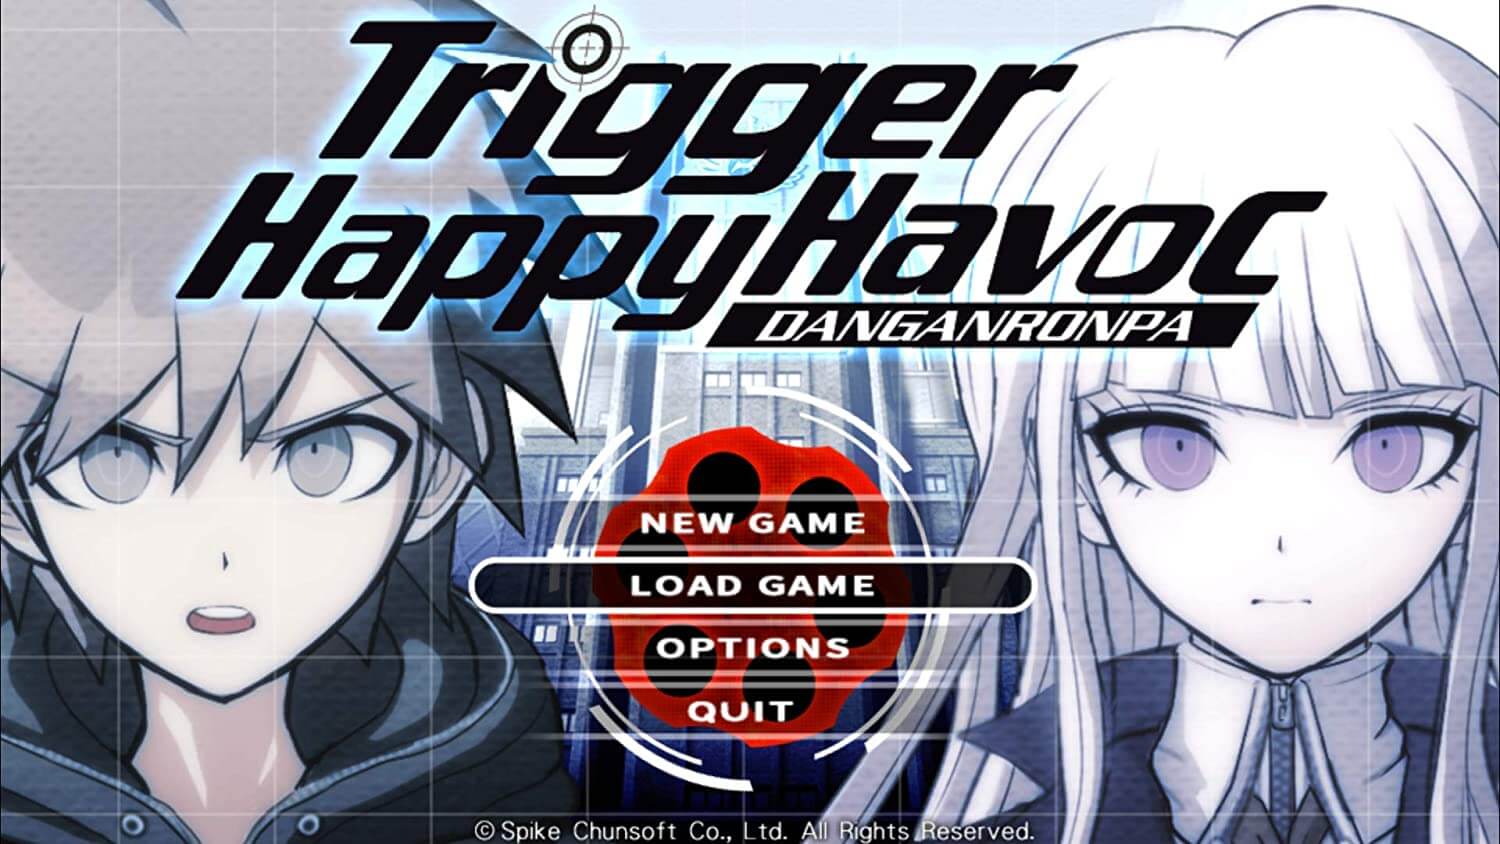 Trigger
Happy Havoc
DANGANRONPA
NEW GAME
LOAD GAME
OPTIONS
QUIT
© Spike Chunsoft Co., Ltd. All Rights Reserved.